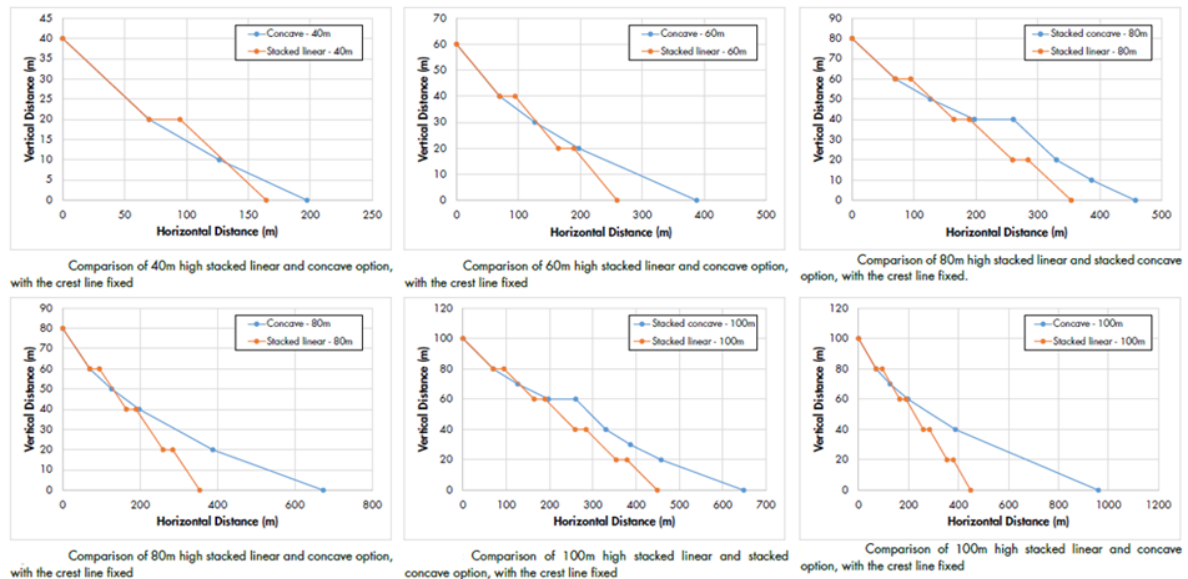 45
40
35
30
25
20
15
10
5
0
Vertical Distance (m)
Concave - 40m
Stacked linear - 40m
0 50 100 150 200 250
Horizontal Distance (m)
Comparison of 40m high stacked linear and concave option,
with the crest line fixed
70
60
50
40
30
20
10
0
Vertical Distance (m)
Concave - 60m
Stacked linear - 60m
0 100 200 300 400 500
Horizontal Distance (m)
Comparison of 60m high stacked linear and concave option,
with the crest line fixed
90
80
70
60
50
40
30
20
10
0
Vertical Distance (m)
Stacked concave - 80m
Stacked linear - 80m
0 100 200 300 400 500
Horizontal Distance (m)
Comparison of 80m high stacked linear and stacked concave
option, with the crest line fixed.
90
80
70
60
50
40
30
20
10
0
Vertical Distance (m)
Concave - 80m
Stacked linear - 80m
0 200 400 600 800
Horizontal Distance (m)
Comparison of 80m high stacked linear and concave option,
with the crest line fixed
120
100
80
60
40
20
0
Vertical Distance (m)
Stacked concave - 100m
Stacked linear - 100m
0 100 200 300 400 500 600 700
Horizontal Distance (m)
Comparison of 100m high stacked linear and stacked
concave option, with the crest line fixed
120
100
80
60
40
20
0
Vertical Distance (m)
Concave - 100m
Stacked linear - 100m
0 200 400 600 800 1000 1200
Horizontal Distance (m)
Comparison of 100m high stacked linear and concave
option, with the crest line fixed